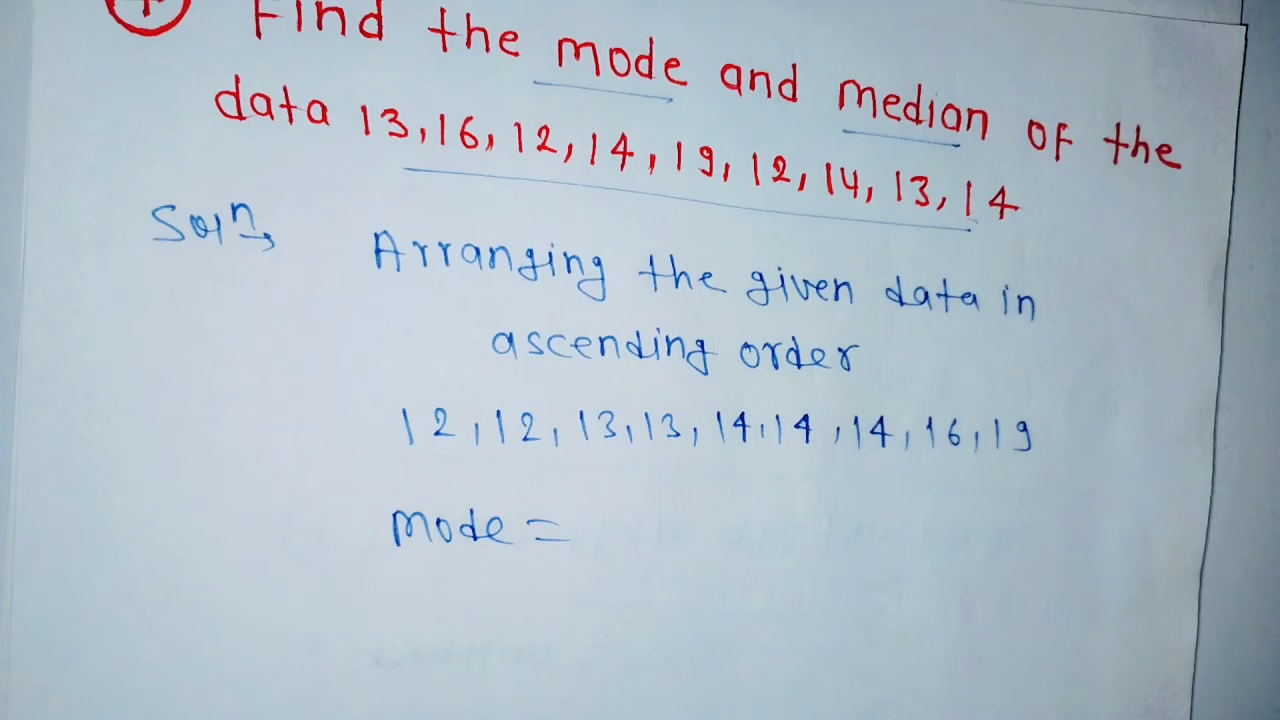 Find the mode and median of the
data 13, 16, 12, 14, 19, 12, 14, 13, 14
Solⁿ→ Arranging the given data in
ascending order
12, 12, 13, 13, 14, 14, 14, 16, 19
mode =